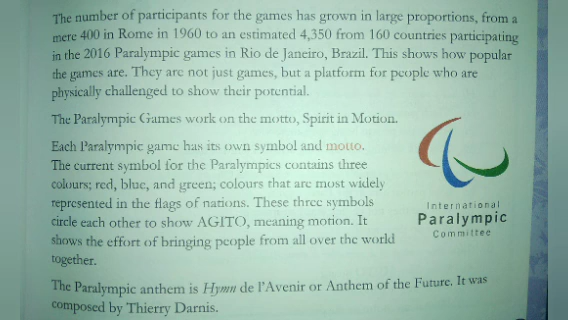 The number of participants for the games has grown in large proportions, from a
mere 400 in Rome in 1960 to an estimated 4,350 from 160 countries participating
in the 2016 Paralympic games in Rio de Janeiro, Brazil. This shows how popular
the games are. They are not just games, but a platform for people who are
physically challenged to show their potential.
The Paralympic Games work on the motto, Spirit in Motion.
Each Paralympic game has its own symbol and motto.
The current symbol for the Paralympics contains three
colours; red, blue, and green; colours that are most widely
represented in the flags of nations. These three symbols
circle each other to show AGITO, meaning motion. It
shows the effort of bringing people from all over the world
together.
International
Paralympic
Committee
The Paralympic anthem is Hymn de l'Avenir or Anthem of the Future. It was
composed by Thierry Darnis.